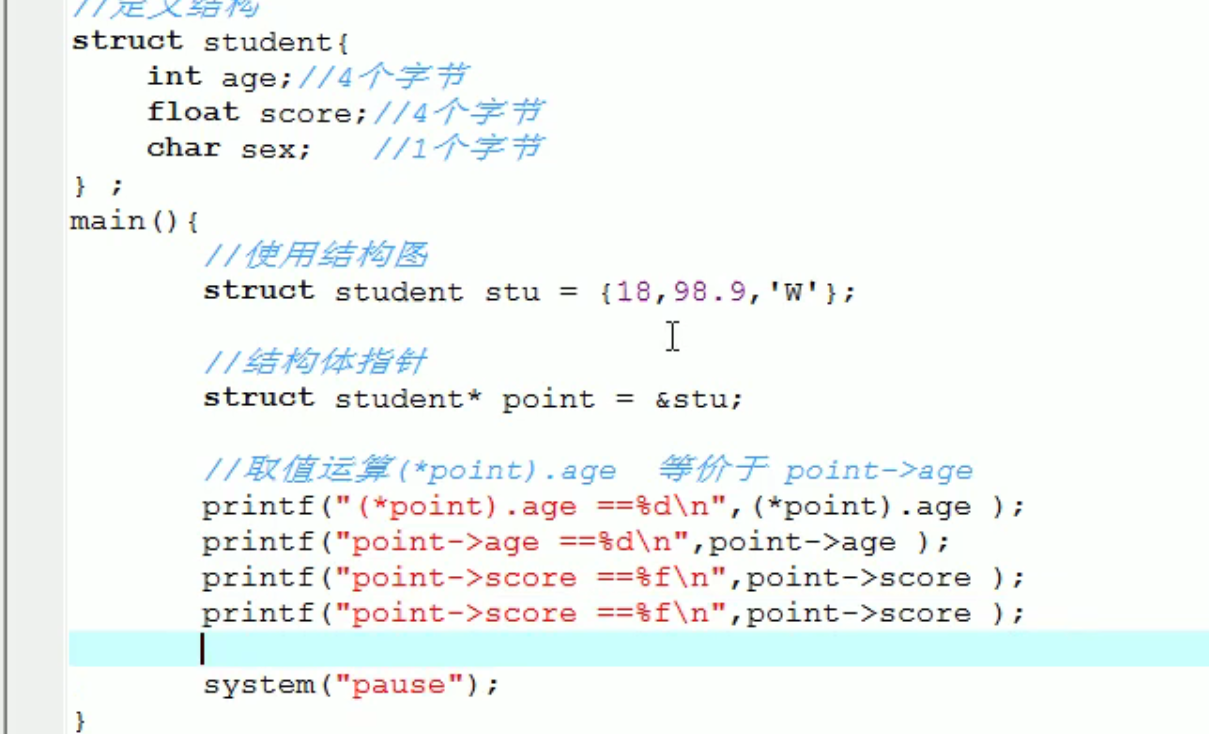 //定义结构
struct student{
    int age;//4个字节
    float score;//4个字节
    char sex;   //1个字节
} ;
main(){
        //使用结构图
        struct student stu = {18,98.9,'W'};
        //结构体指针
        struct student* point = &stu;
        //取值运算(*point).age  等价于 point->age
        printf("(*point).age ==%d\n",(*point).age );
        printf("point->age ==%d\n",point->age );
        printf("point->score ==%f\n",point->score );
        printf("point->score ==%f\n",point->score );
        system("pause");
}